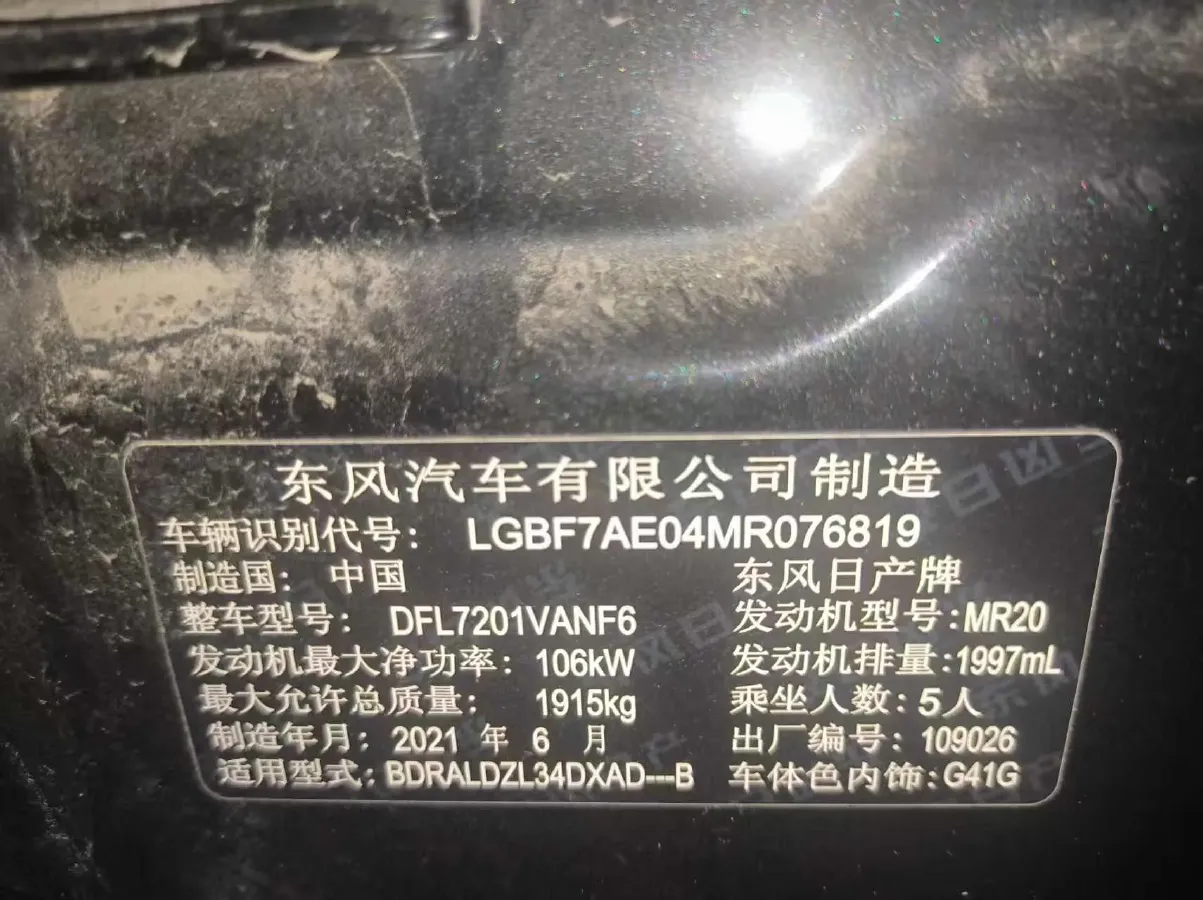 东风汽车有限公司制造
车辆识别代号： LGBF7AE04MR076819
制造国： 中国 东风日产牌
整车型号： DFL7201VANF6 发动机型号:MR20
发动机最大净功率： 106kW 发动机排量:1997mL
最大允许总质量： 1915kg 乘坐人数: 5人
制造年月: 2021 年 6 月 出厂编号: 109026
适用型式: BDRALDZL34DXAD---B 车体色内饰:G41G